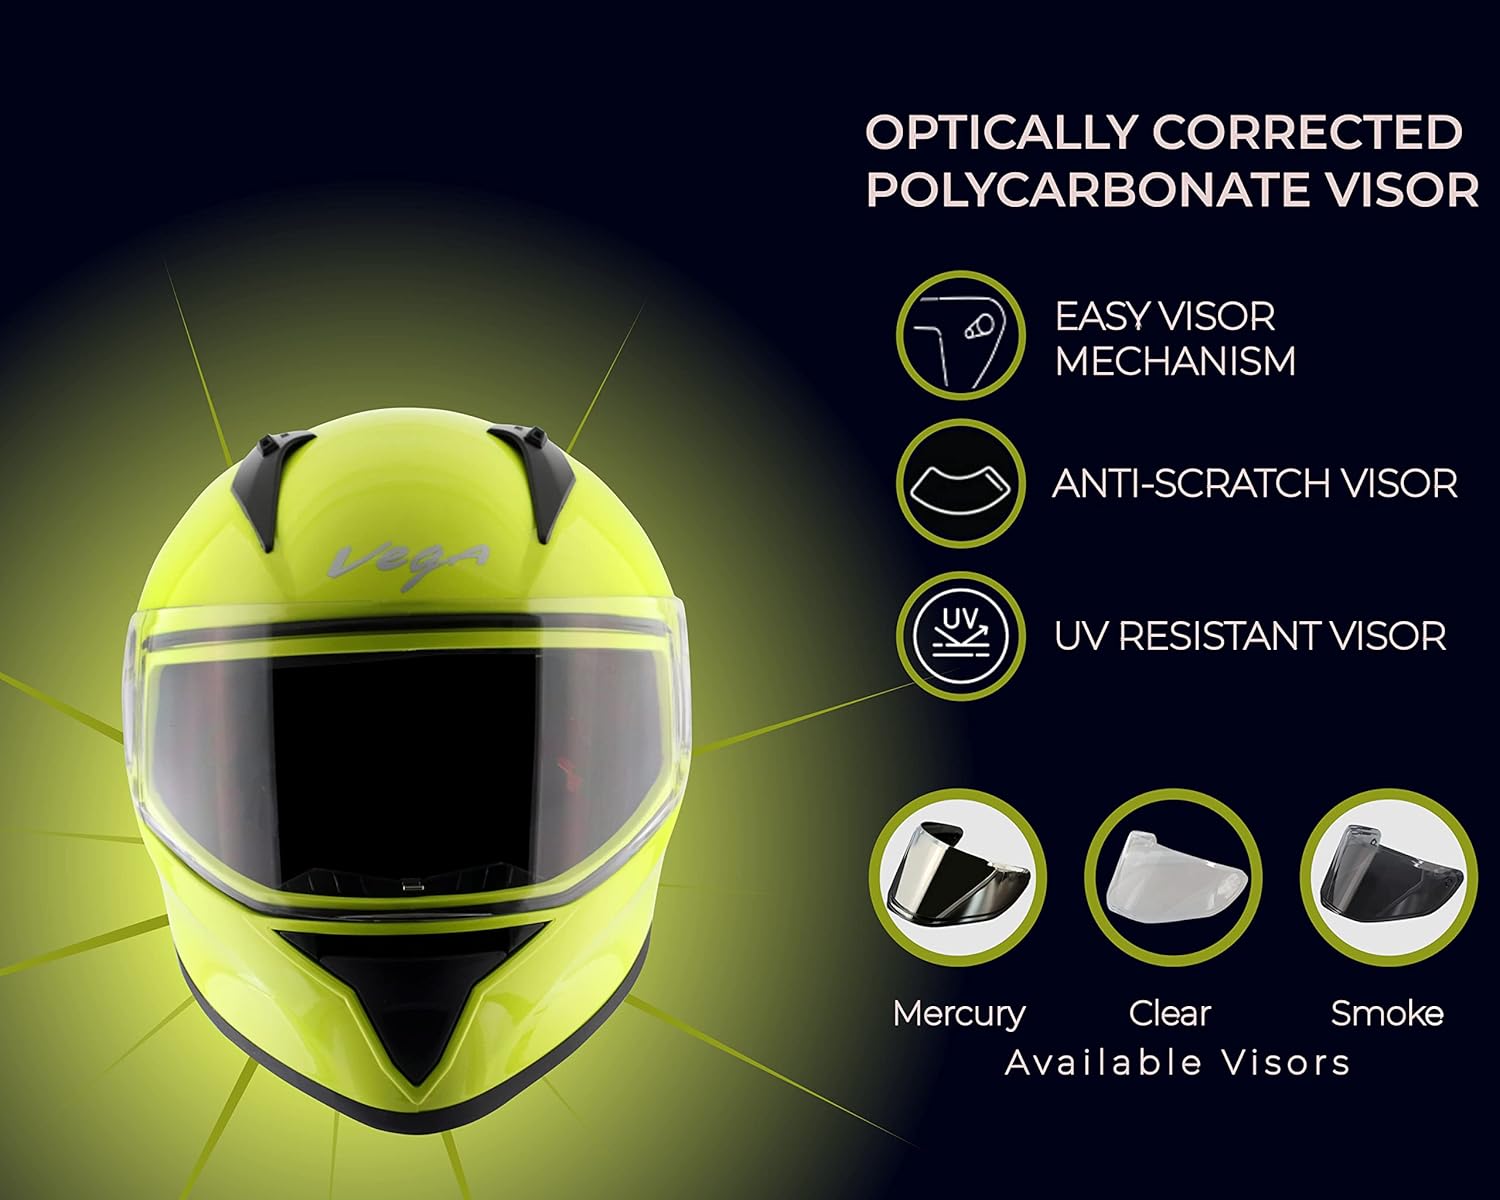 OPTICALLY CORRECTED
POLYCARBONATE VISOR
EASY VISOR
MECHANISM
ANTI-SCRATCH VISOR
UV
UV RESISTANT VISOR
Vega
Mercury
Clear
Smoke
Available Visors